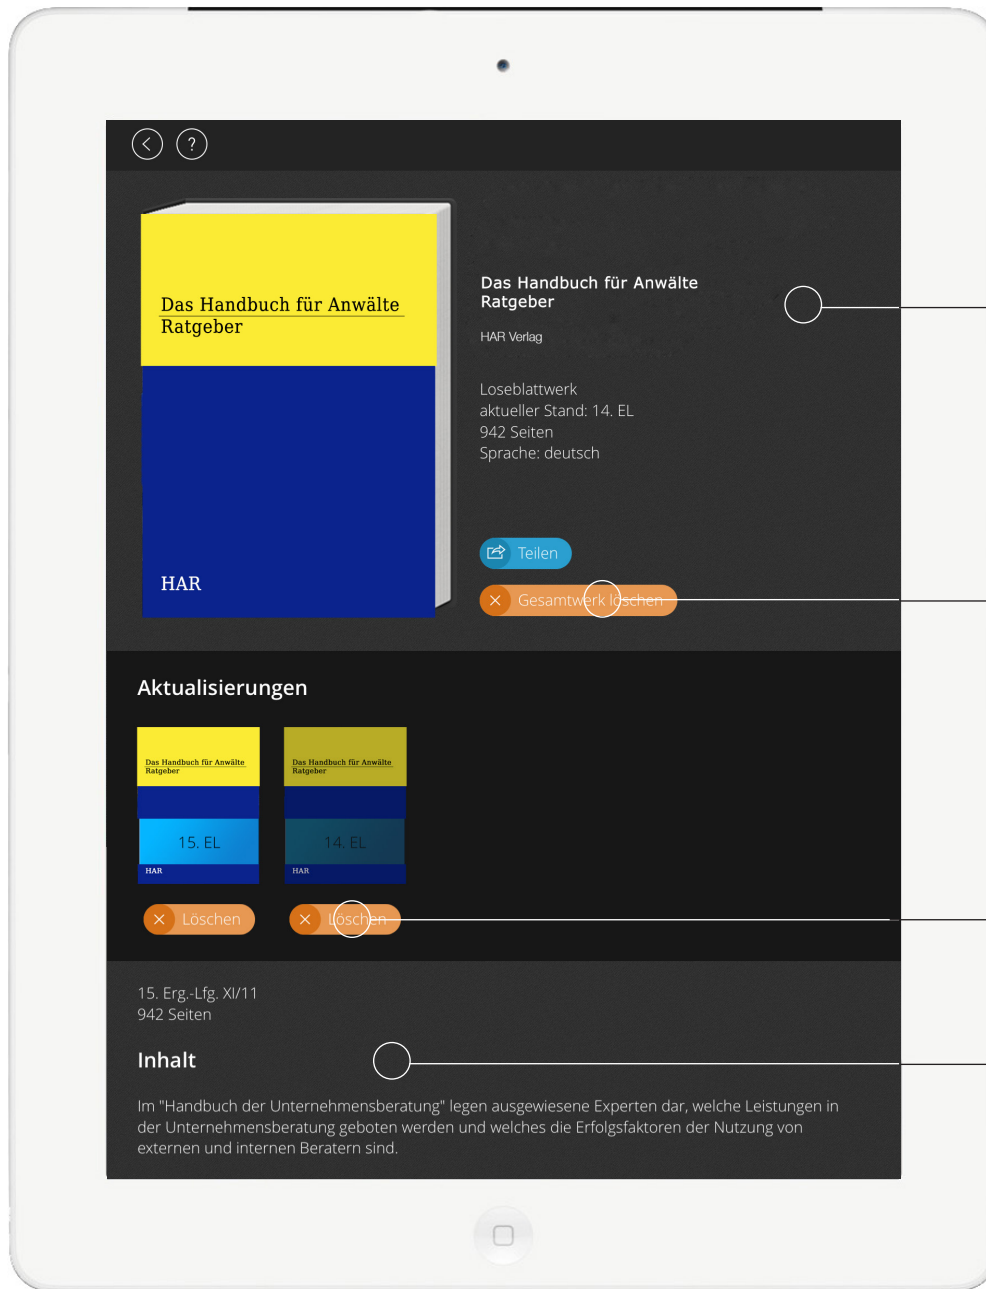 ?
Das Handbuch für Anwälte
Ratgeber
HAR
Das Handbuch für Anwälte
Ratgeber
HAR Verlag
Loseblattwerk
aktueller Stand: 14. EL
942 Seiten
Sprache: deutsch
Teilen
Gesamtwerk löschen
Aktualisierungen
Das Handbuch für Anwälte
Ratgeber
15. EL
HAR
Das Handbuch für Anwälte
Ratgeber
14. EL
HAR
Löschen
Löschen
15. Erg.-Lfg. XI/11
942 Seiten
Inhalt
Im "Handbuch der Unternehmensberatung" legen ausgewiesene Experten dar, welche Leistungen in
der Unternehmensberatung geboten werden und welches die Erfolgsfaktoren der Nutzung von
externen und internen Beratern sind.